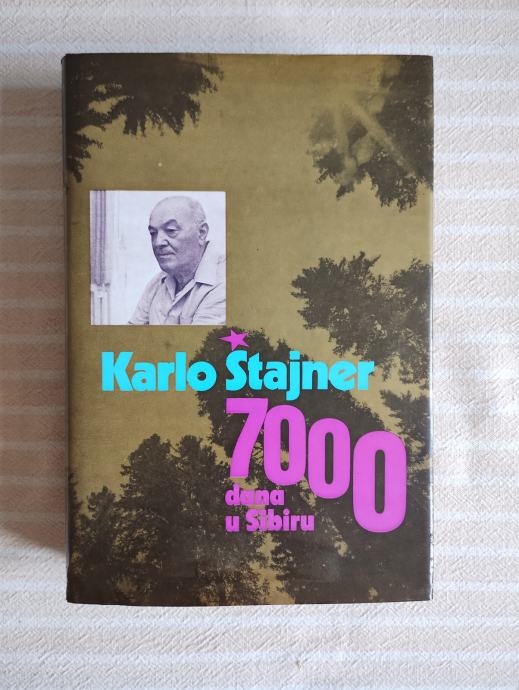 Karlo Štajner
7000
dana
u Sibiru